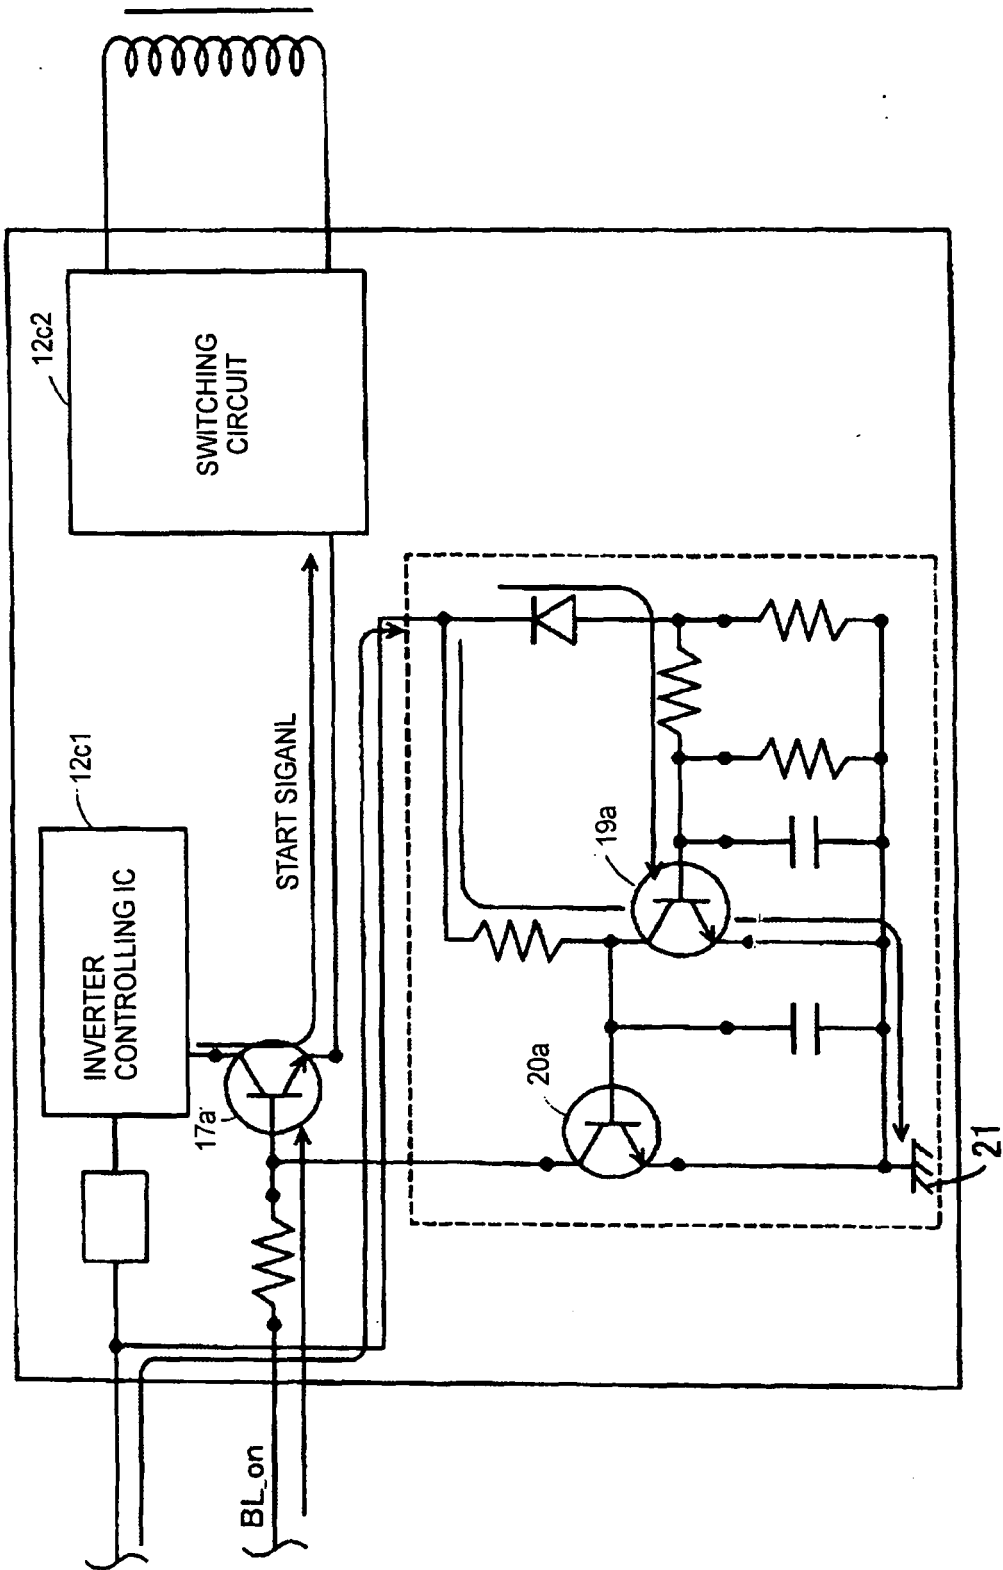 12c2
SWITCHING
CIRCUIT
12c1
INVERTER
CONTROLLING IC
START SIGANL
17a
19a
20a
BL_on
21